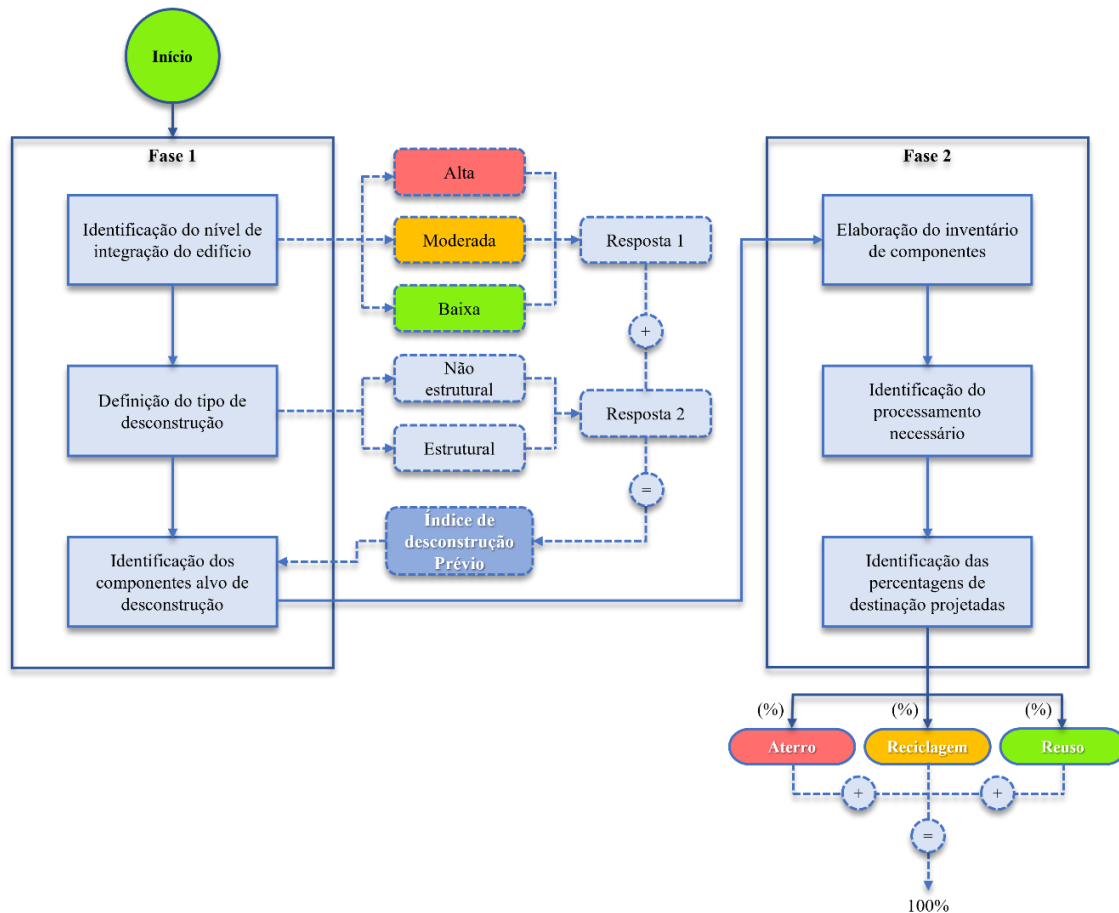 Início
Fase 1
Identificação do nível de
integração do edifício
Definição do tipo de
desconstrução
Identificação dos
componentes alvo de
desconstrução
Alta
Moderada
Baixa
Resposta 1
+
Não
estrutural
Estrutural
Resposta 2
=
Índice de
desconstrução
Prévio
Fase 2
Elaboração do inventário
de componentes
Identificação do
processamento
necessário
Identificação das
percentagens de
destinação projetadas
(%)
(%)
(%)
Aterro
Reciclagem
Reuso
+
+
=
100%